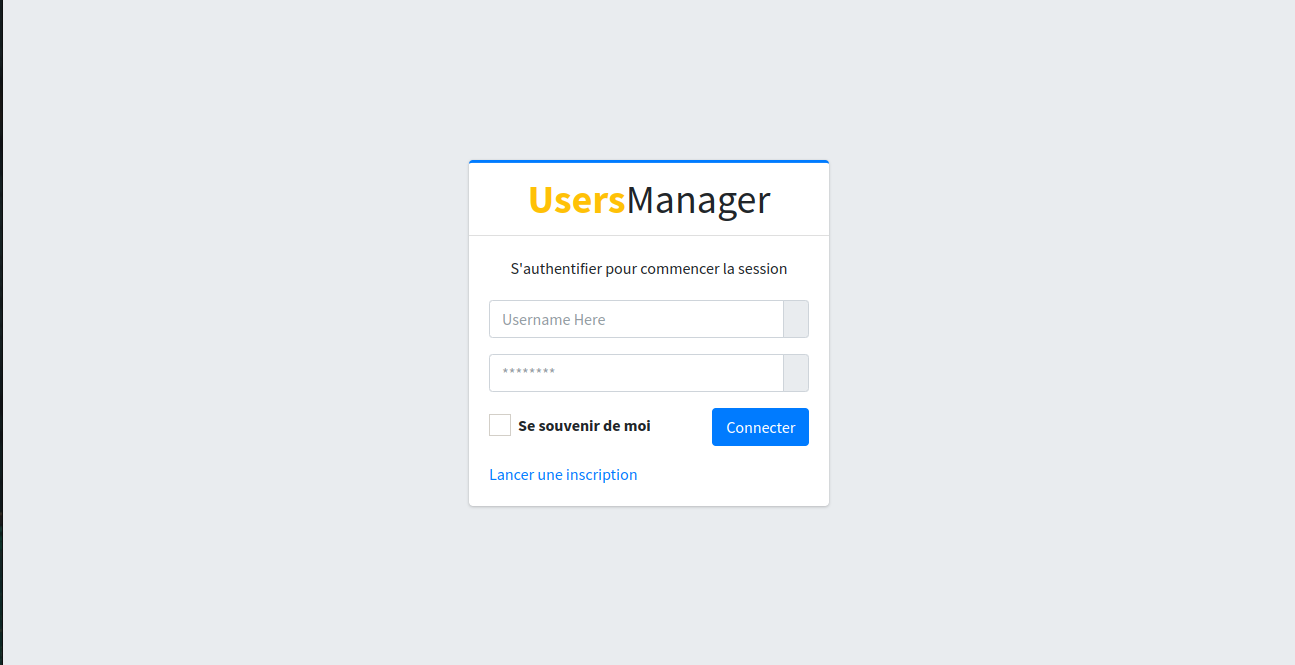 UsersManager
S'authentifier pour commencer la session
Username Here
********
Se souvenir de moi
Connecter
Lancer une inscription